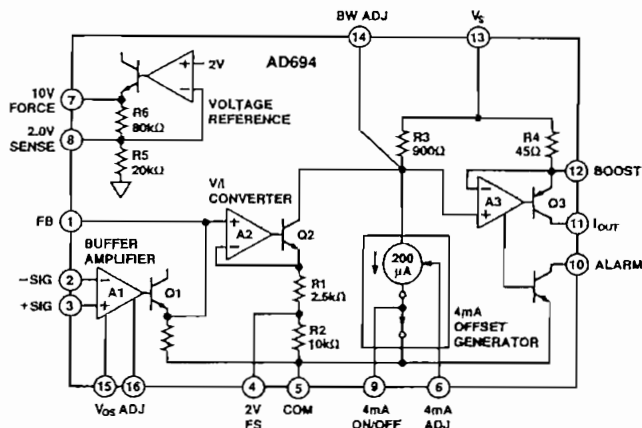 BW ADJ
VS
14
13
AD694
2V
+
−
10V
FORCE
7
R6
80kΩ
VOLTAGE
REFERENCE
2.0V
SENSE
8
R5
20kΩ
R3
900Ω
R4
45Ω
12
BOOST
V/I
CONVERTER
−
+
A3
Q3
11
IOUT
FB
1
+
−
A2
Q2
200
µA
10
ALARM
BUFFER
AMPLIFIER
−SIG
2
+SIG
3
−
+
A1
Q1
R1
2.5kΩ
R2
10kΩ
4mA
OFFSET
GENERATOR
15
16
4
5
9
6
VOS ADJ
2V
FS
COM
4mA
ON/OFF
4mA
ADJ